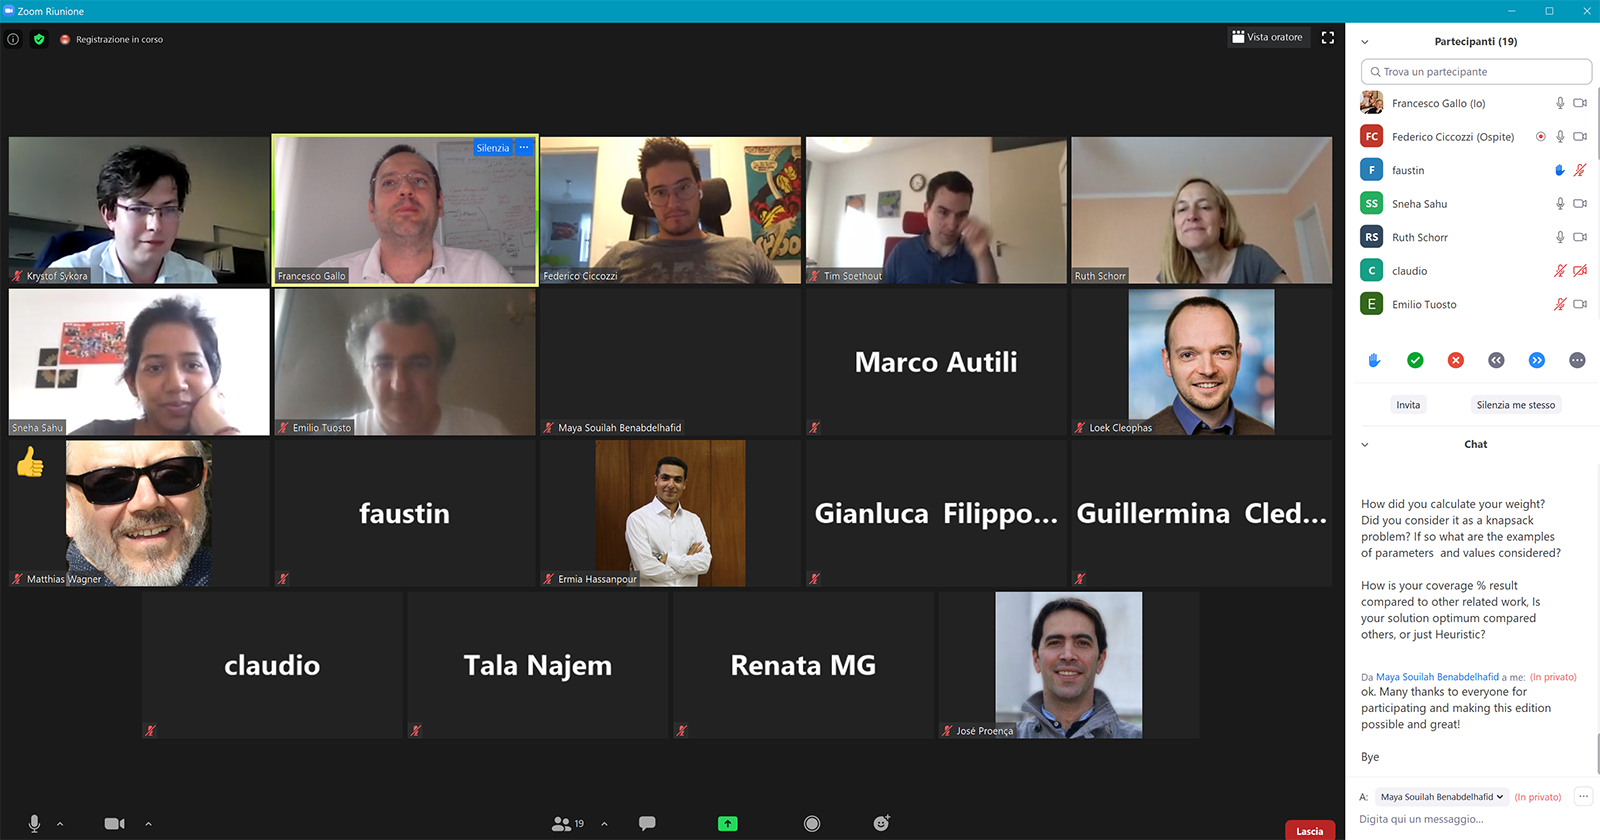 Zoom Riunione
Registrazione in corso
Vista oratore
Krystof Sykora
Silenzia
Francesco Gallo
Federico Ciccozzi
Tim Soethout
Ruth Schorr
Sneha Sahu
Emilio Tuosto
Maya Souilah Benabdelhafid
Marco Autili
Loek Cleophas
Matthias Wagner
faustin
Ermia Hassanpour
Gianluca Filippo...
Guillermina Cled...
claudio
Tala Najem
Renata MG
José Proença
19
Lascia
Partecipanti (19)
Trova un partecipante
Francesco Gallo (Io)
FC Federico Ciccozzi (Ospite)
F faustin
SS Sneha Sahu
RS Ruth Schorr
C claudio
E Emilio Tuosto
Invita
Silenzia me stesso
Chat
How did you calculate your weight?
Did you consider it as a knapsack
problem? If so what are the examples
of parameters and values considered?
How is your coverage % result
compared to other related work, Is
your solution optimum compared
others, or just Heuristic?
Da Maya Souilah Benabdelhafid a me: (In privato)
ok. Many thanks to everyone for
participating and making this edition
possible and great!
Bye
A: Maya Souilah Benabdelhafid (In privato)
Digita qui un messaggio...